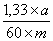 1,33 × a
60 × m